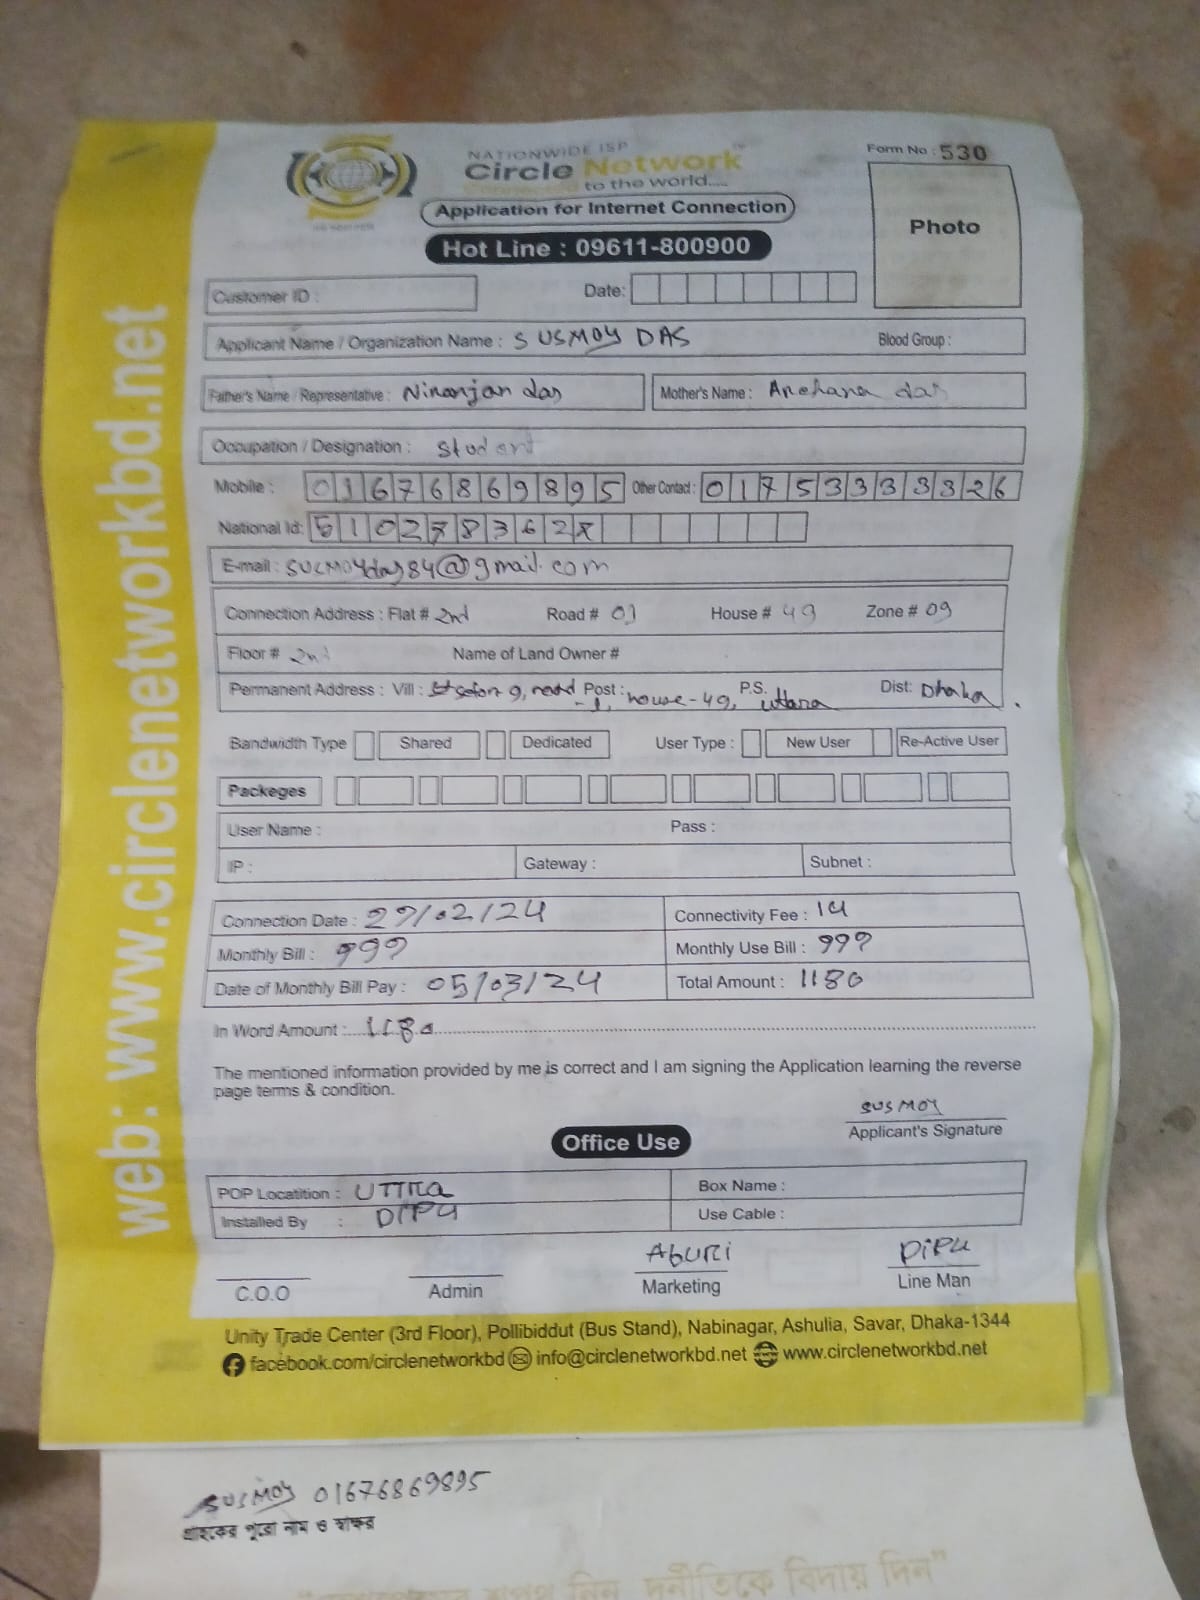 NATIONWIDE ISP
Circle Network
to the world....
Form No : 530
Application for Internet Connection
Photo
Hot Line : 09611-800900
Customer ID :
Date:
Applicant Name / Organization Name : SUSMOY DAS Blood Group :
Father's Name / Representative : Niranjan das Mother's Name : Archana das
Occupation / Designation : Student
Mobile : 01676869895 Other Contact : 01753333326
National Id:
E-mail : susmoydas84@gmail.com
Connection Address : Flat # 2nd Road # 01 House # 49 Zone # 09
Floor # 2nd Name of Land Owner #
Permanent Address : Vill : 9, road Post : -1, house-49, P.S. uttara Dist: Dhaka.
Bandwidth Type Shared Dedicated User Type : New User Re-Active User
Packeges
User Name : Pass :
IP : Gateway : Subnet :
Connection Date : 29/02/24 Connectivity Fee :
Monthly Bill : 999 Monthly Use Bill : 999
Date of Monthly Bill Pay : 05/03/24 Total Amount : 1180
In Word Amount : 1180
The mentioned information provided by me is correct and I am signing the Application learning the reverse
page terms & condition.
SUSMOY
Applicant's Signature
Office Use
POP Locatition : UTTRA Box Name :
Installed By : DIPU Use Cable :
ABURI DIPU
C.O.O Admin Marketing Line Man
Unity Trade Center (3rd Floor), Pollibiddut (Bus Stand), Nabinagar, Ashulia, Savar, Dhaka-1344
facebook.com/circlenetworkbd info@circlenetworkbd.net www.circlenetworkbd.net
web: www.circlenetworkbd.net
SUSMOY 01676869895
গ্রাহকের পুরো নাম ও স্বাক্ষর
শপথ নিন দুর্নীতিকে বিদায় দিন"